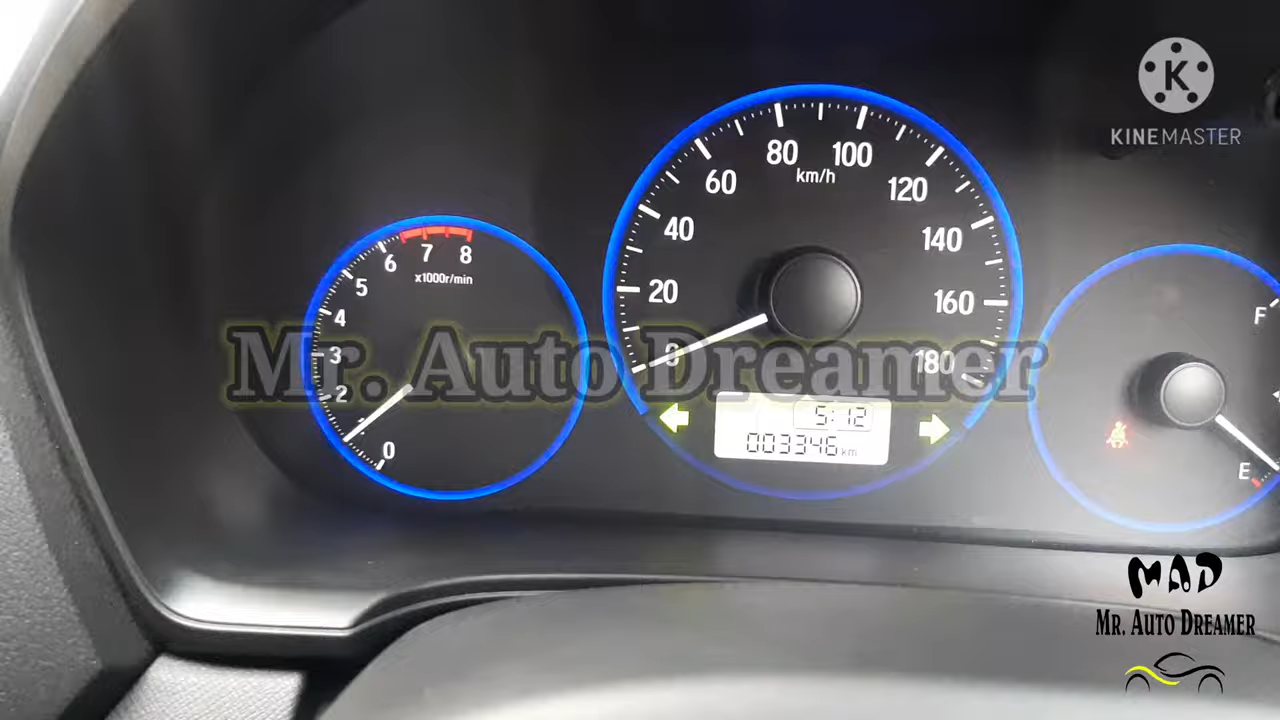 K
KINEMASTER
80 100
km/h
60 120
40 140
20 160
0 180
6 7 8
x1000r/min
5
4
3
2
0
Mr. Auto Dreamer
5:12
003346 km
F
E
MAD
MR. AUTO DREAMER